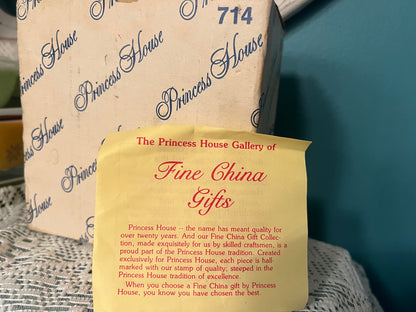 714
Princess House
Princess House
Princess House
Princess House
Princess House
Princess House
The Princess House Gallery of
Fine China
Gifts
Princess House -- the name has meant quality for
over twenty years. And our Fine China Gift Collec-
tion, made exquisitely for us by skilled craftsmen, is a
proud part of the Princess House tradition. Created
exclusively for Princess House, each piece is hall-
marked with our stamp of quality, steeped in the
Princess House tradition of excellence.
When you choose a Fine China gift by Princess
House, you know you have chosen the best.